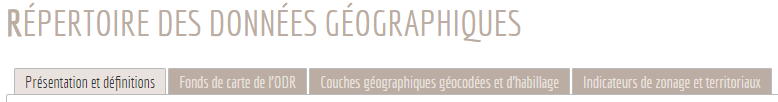 RÉPERTOIRE DES DONNÉES GÉOGRAPHIQUES
Présentation et définitions Fonds de carte de l'ODR Couches géographiques géocodées et d'habillage Indicateurs de zonage et territoriaux